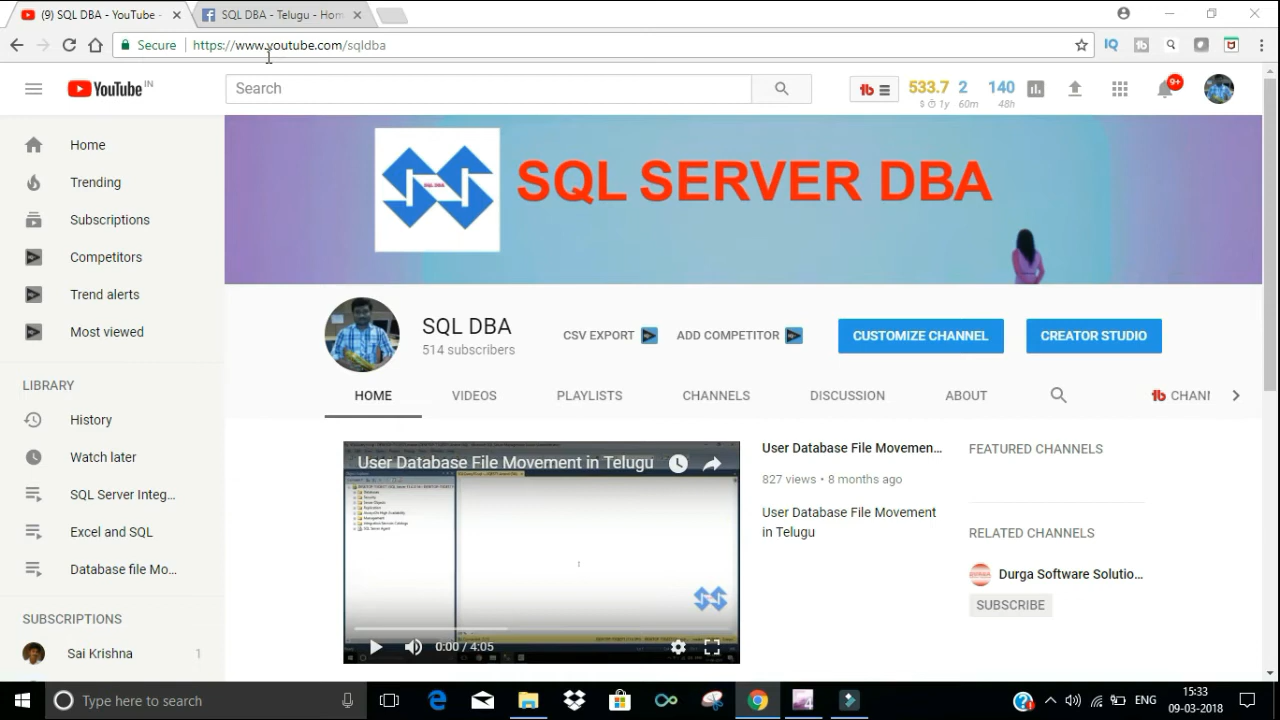 (9) SQL DBA - YouTube -
SQL DBA - Telugu - Hom
Secure
https://www.youtube.com/sqldba
YouTube IN
Search
533.7 2 140
$ 1y 60m 48h
9+
Home
Trending
Subscriptions
Competitors
Trend alerts
Most viewed
LIBRARY
History
Watch later
SQL Server Integ...
Excel and SQL
Database file Mo...
SUBSCRIPTIONS
Sai Krishna 1
SQL DBA
SQL SERVER DBA
SQL DBA
514 subscribers
CSV EXPORT
ADD COMPETITOR
CUSTOMIZE CHANNEL
CREATOR STUDIO
HOME
VIDEOS
PLAYLISTS
CHANNELS
DISCUSSION
ABOUT
CHANI
User Database File Movement in Telugu
0:00 / 4:05
User Database File Movemen...
827 views • 8 months ago
User Database File Movement
in Telugu
FEATURED CHANNELS
RELATED CHANNELS
Durga Software Solutio...
SUBSCRIBE
Type here to search
ENG
15:33
09-03-2018